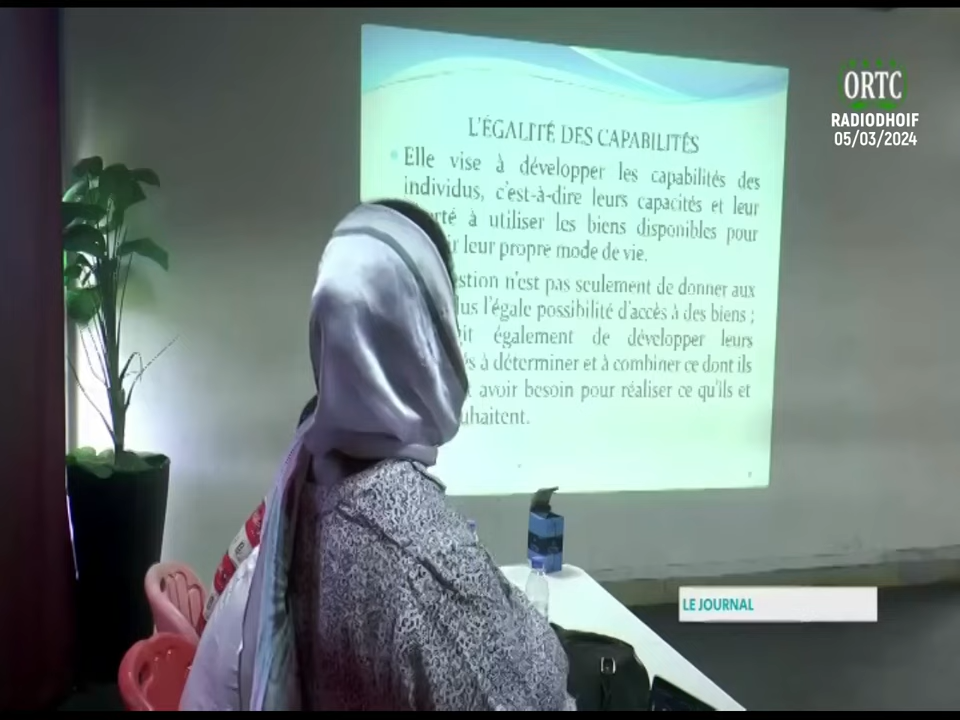 L'ÉGALITÉ DES CAPABILITÉS
Elle vise à développer les capabilités des
individus, c'est-à-dire leurs capacités et leur
à utiliser les biens disponibles pour
leur propre mode de vie.
n'est pas seulement de donner aux
l'égale possibilité d'accès à des biens ;
également de développer leurs
à déterminer et à combiner ce dont ils
avoir besoin pour réaliser ce qu'ils et
ORTC
RADIODHOIF
05/03/2024
LE JOURNAL